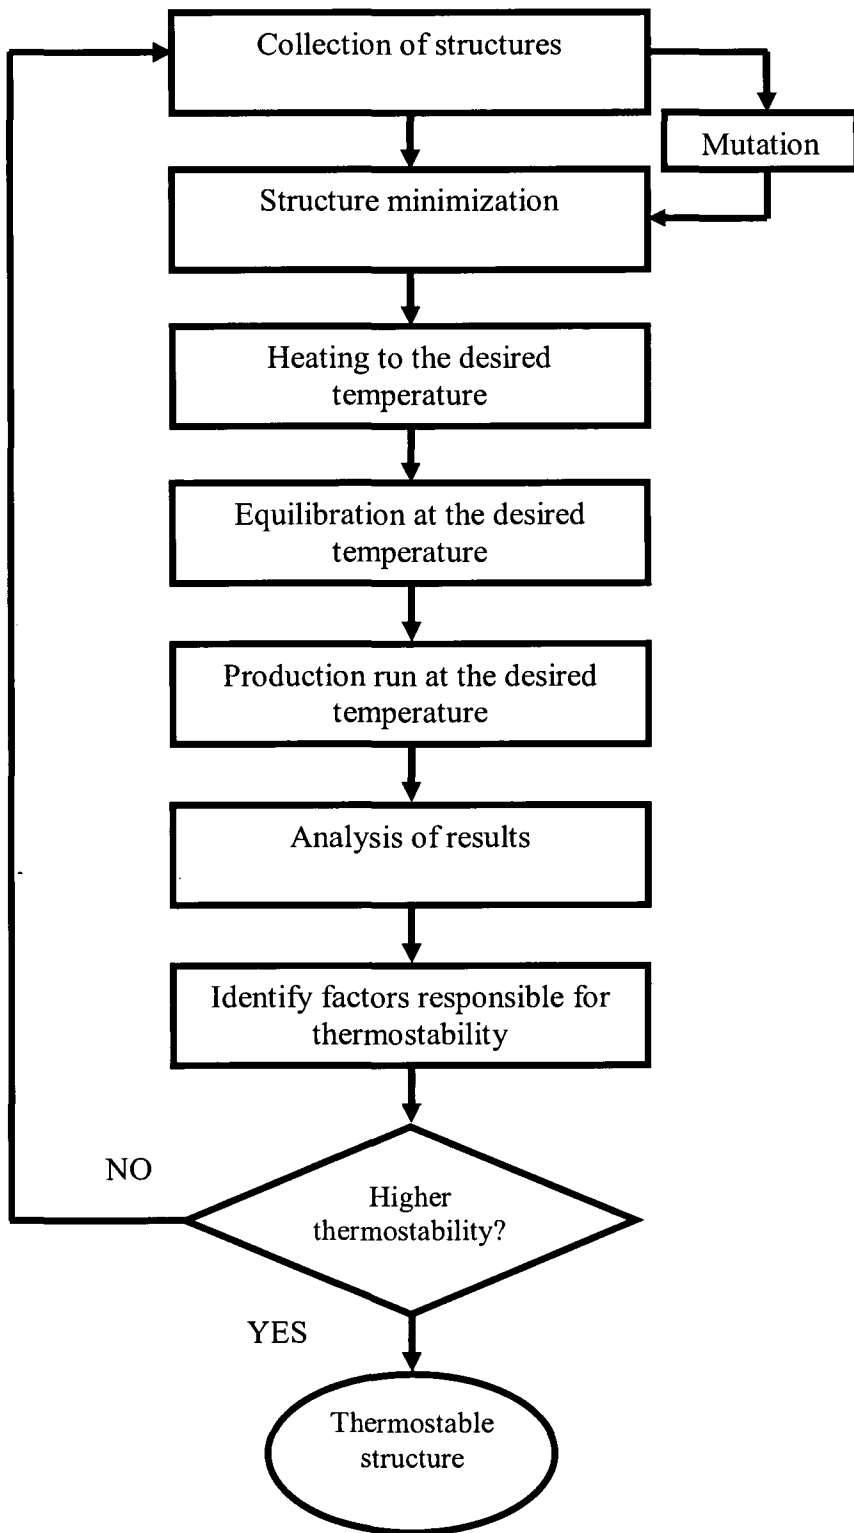 Collection of structures
Mutation
Structure minimization
Heating to the desired
temperature
Equilibration at the desired
temperature
Production run at the desired
temperature
Analysis of results
Identify factors responsible for
thermostability
NO
Higher
thermostability?
YES
Thermostable
structure